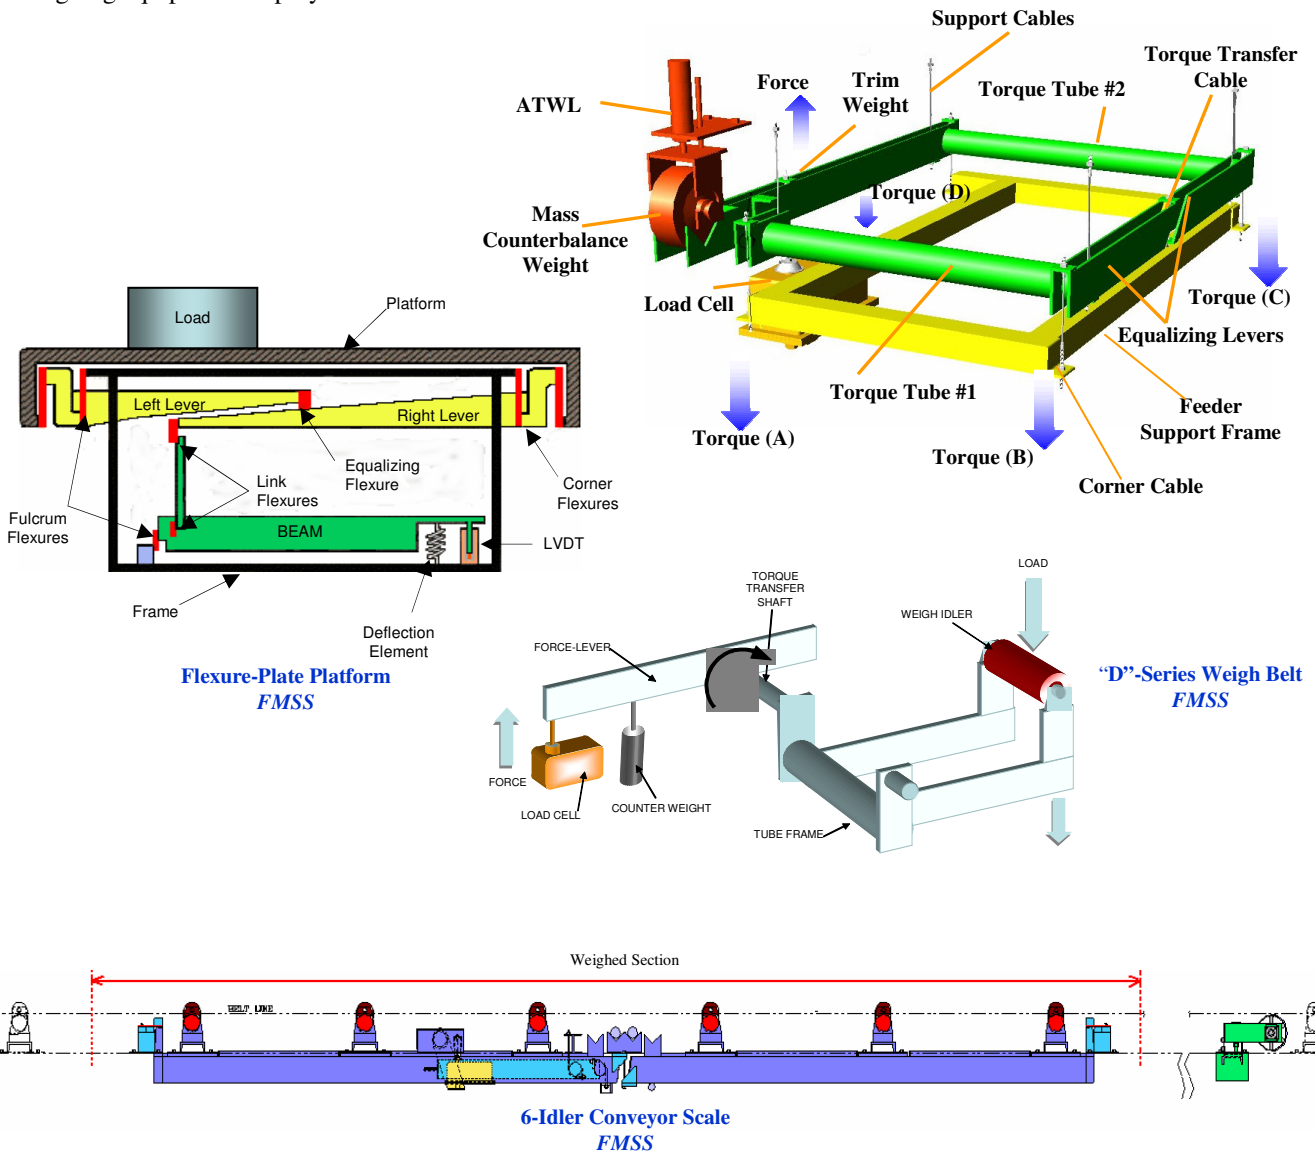 Support Cables
Torque Transfer
Cable
Force
Trim
Weight
Torque Tube #2
ATWL
Torque (D)
Mass
Counterbalance
Weight
Load Cell
Torque (C)
Equalizing Levers
Torque Tube #1
Feeder
Support Frame
Torque (A)
Torque (B)
Corner Cable
Load
Platform
Left Lever
Right Lever
Equalizing
Flexure
Link
Flexures
Corner
Flexures
Fulcrum
Flexures
BEAM
LVDT
Frame
Deflection
Element
Flexure-Plate Platform
FMSS
TORQUE
TRANSFER
SHAFT
LOAD
WEIGH IDLER
FORCE-LEVER
FORCE
LOAD CELL
COUNTER WEIGHT
TUBE FRAME
“D”-Series Weigh Belt
FMSS
Weighed Section
BELT LINE
6-Idler Conveyor Scale
FMSS